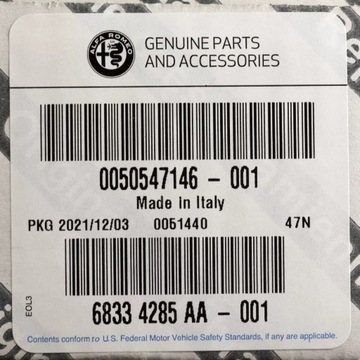 ALFA ROMEO
GENUINE PARTS
AND ACCESSORIES
0050547146 - 001
Made in Italy
PKG 2021/12/03 0051440 47N
6833 4285 AA - 001
EOL3
Contents conform to U.S. Federal Motor Vehicle Safety Standards, if any are applicable.